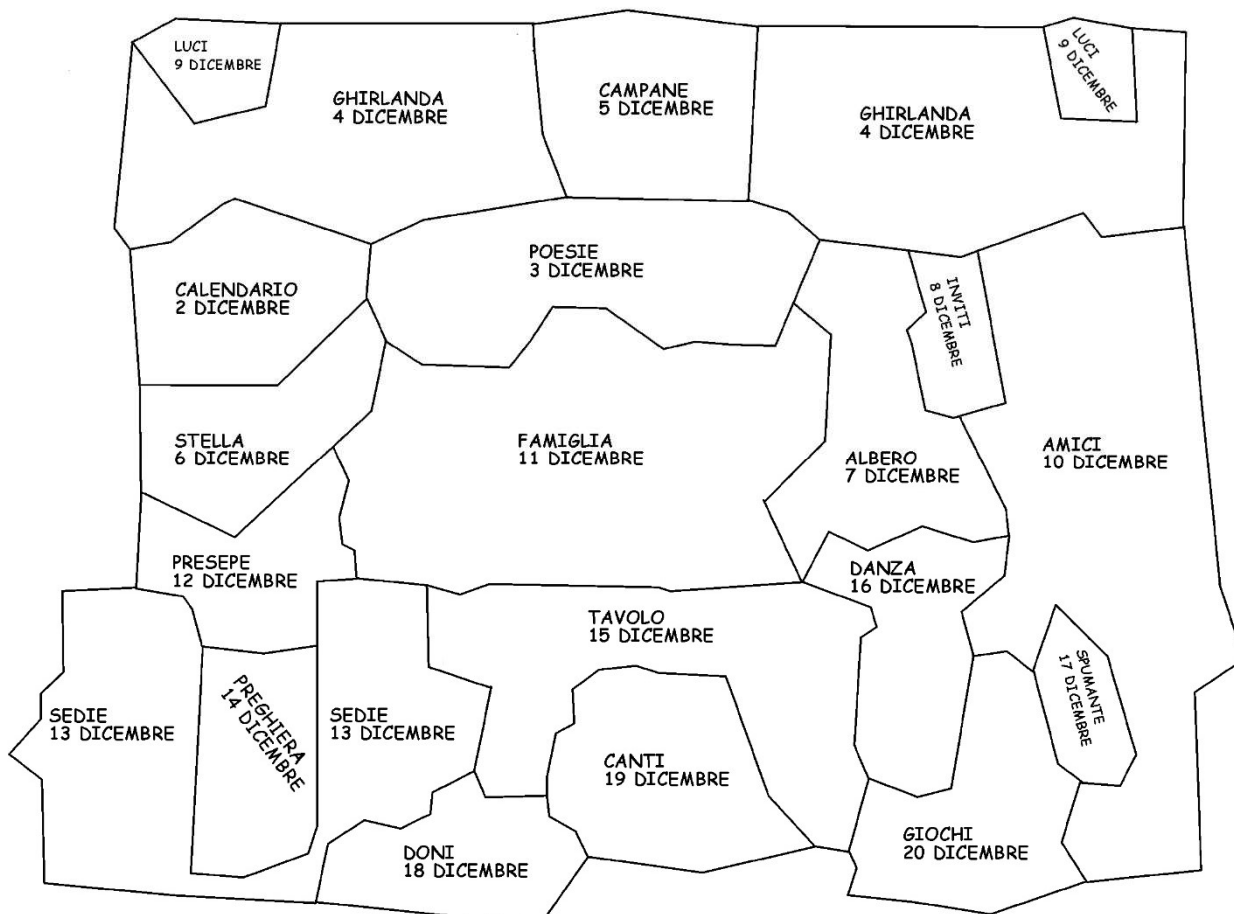 LUCI
9 DICEMBRE
GHIRLANDA
4 DICEMBRE
CAMPANE
5 DICEMBRE
GHIRLANDA
4 DICEMBRE
LUCI
9 DICEMBRE
CALENDARIO
2 DICEMBRE
POESIE
3 DICEMBRE
INVITI
8 DICEMBRE
STELLA
6 DICEMBRE
FAMIGLIA
11 DICEMBRE
ALBERO
7 DICEMBRE
AMICI
10 DICEMBRE
PRESEPE
12 DICEMBRE
DANZA
16 DICEMBRE
TAVOLO
15 DICEMBRE
SEDIE
13 DICEMBRE
PREGHIERA
14 DICEMBRE
SEDIE
13 DICEMBRE
SPUMANTE
17 DICEMBRE
CANTI
19 DICEMBRE
DONI
18 DICEMBRE
GIOCHI
20 DICEMBRE